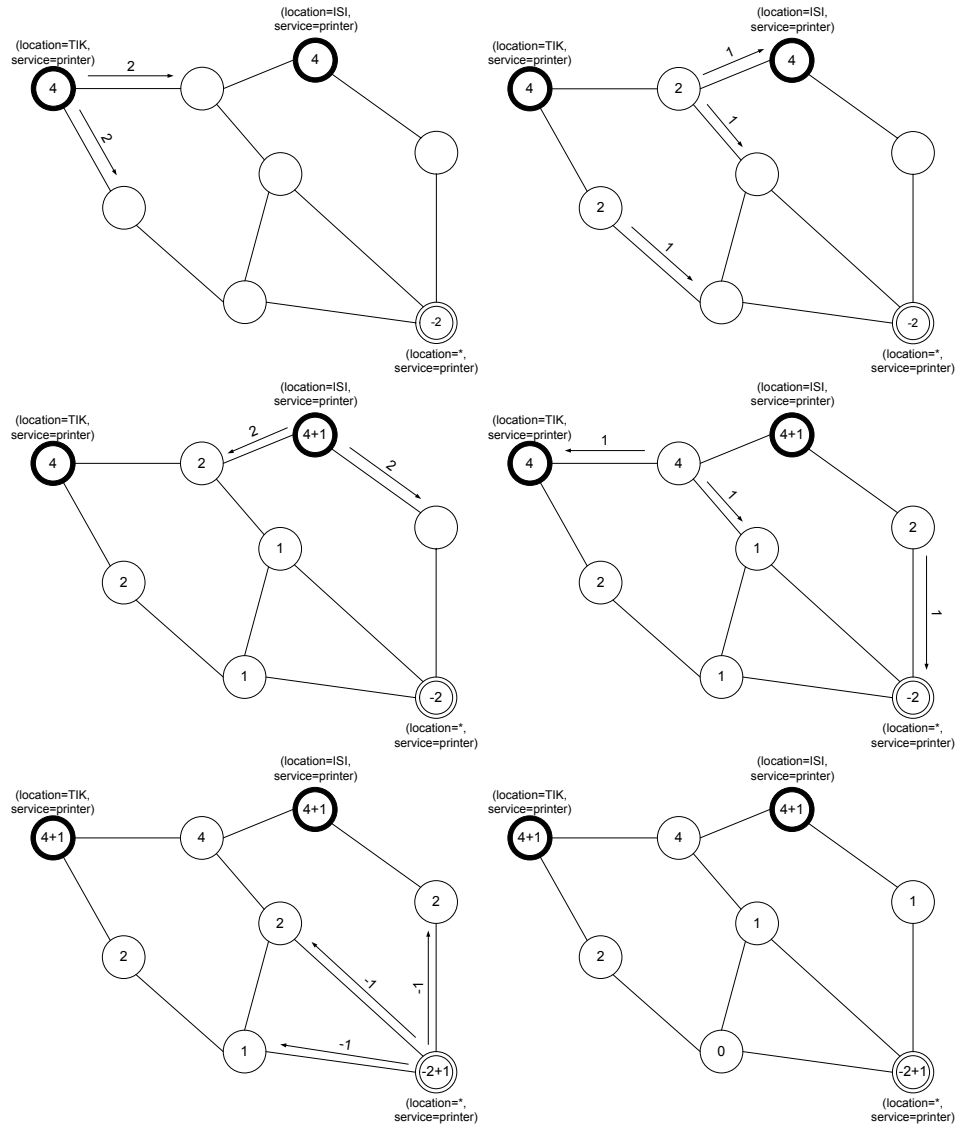 (location=ISI,
service=printer)
(location=TIK,
service=printer)
4
2
4
2
-2
(location=*,
service=printer)
(location=ISI,
service=printer)
(location=TIK,
service=printer)
1
4
4
2
1
2
1
-2
(location=*,
service=printer)
(location=ISI,
service=printer)
(location=TIK,
service=printer)
2
4+1
2
4
2
1
2
1
-2
(location=*,
service=printer)
(location=ISI,
service=printer)
(location=TIK,
service=printer)
1
4+1
4
4
1
2
1
2
1
1
-2
(location=*,
service=printer)
(location=ISI,
service=printer)
(location=TIK,
service=printer)
4+1
4+1
4
2
2
2
-1
-1
-1
1
-2+1
(location=*,
service=printer)
(location=ISI,
service=printer)
(location=TIK,
service=printer)
4+1
4+1
4
1
1
2
0
-2+1
(location=*,
service=printer)